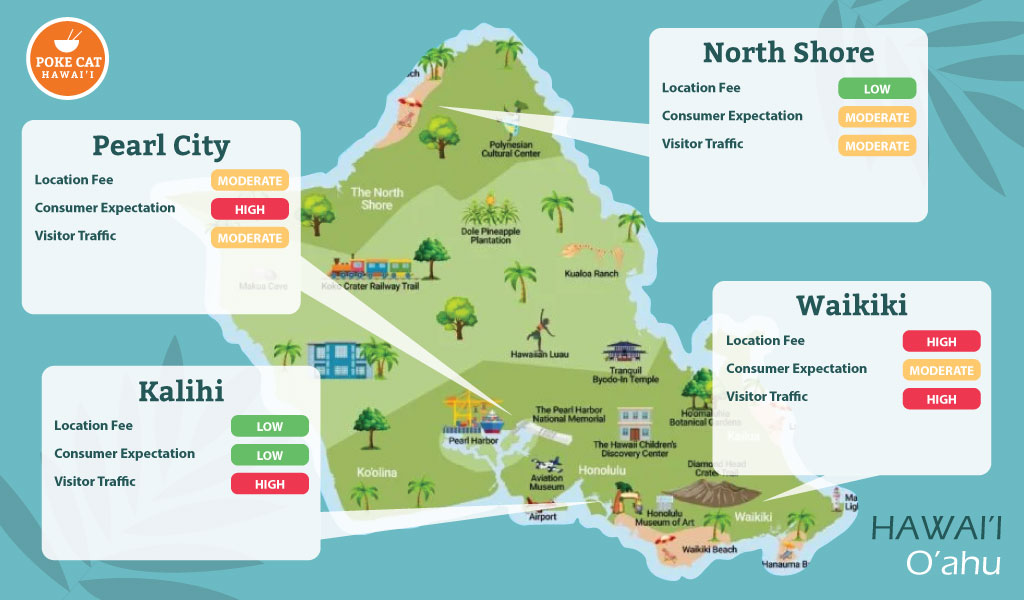 POKE CAT
HAWAI'I
North Shore
Location Fee LOW
Consumer Expectation MODERATE
Visitor Traffic MODERATE
Pearl City
Location Fee MODERATE
Consumer Expectation HIGH
Visitor Traffic MODERATE
Polynesian
Cultural Center
The North
Shore
Dole Pineapple
Plantation
Kualoa Ranch
Makua Cave
Koko Crater Railway Trail
Waikiki
Location Fee HIGH
Consumer Expectation MODERATE
Visitor Traffic HIGH
Hawaiian Luau
Tranquil
Byodo-In Temple
Kalihi
Location Fee LOW
Consumer Expectation LOW
Visitor Traffic HIGH
Pearl Harbor
The Pearl Harbor
National Memorial
Hoomaluhia
Botanical Gardens
Kailua
The Hawaii Children's
Discovery Center
Ko'olina
Honolulu
Diamond Head
Crater Trail
Aviation
Museum
Airport
Honolulu
Museum of Art
Waikiki
Waikiki Beach
Hanauma B
HAWAI'I
O'ahu